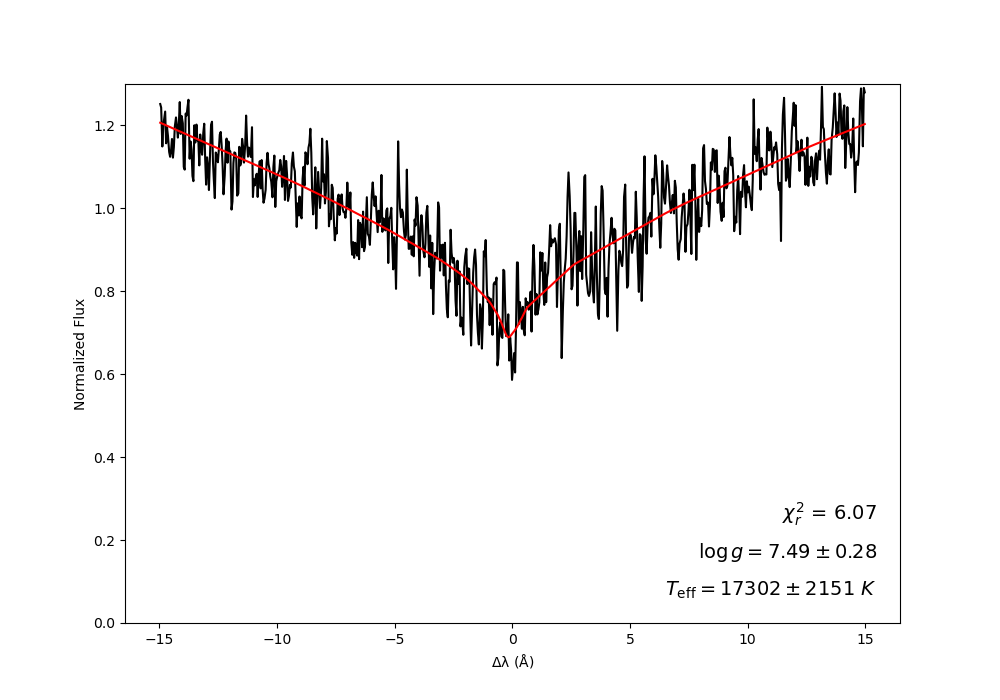 Normalized Flux
1.2
1.0
0.8
0.6
0.4
0.2
0.0
χ²ᵣ = 6.07
log g = 7.49 ± 0.28
T_eff = 17302 ± 2151 K
−15 −10 −5 0 5 10 15
Δλ (Å)